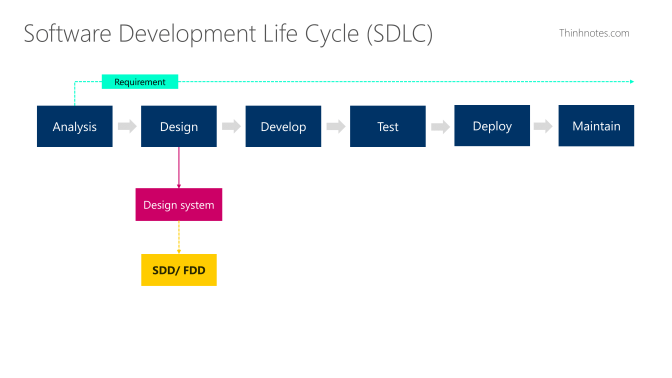 Software Development Life Cycle (SDLC)
Thinhnotes.com
Requirement
Analysis
Design
Develop
Test
Deploy
Maintain
Design system
SDD/ FDD